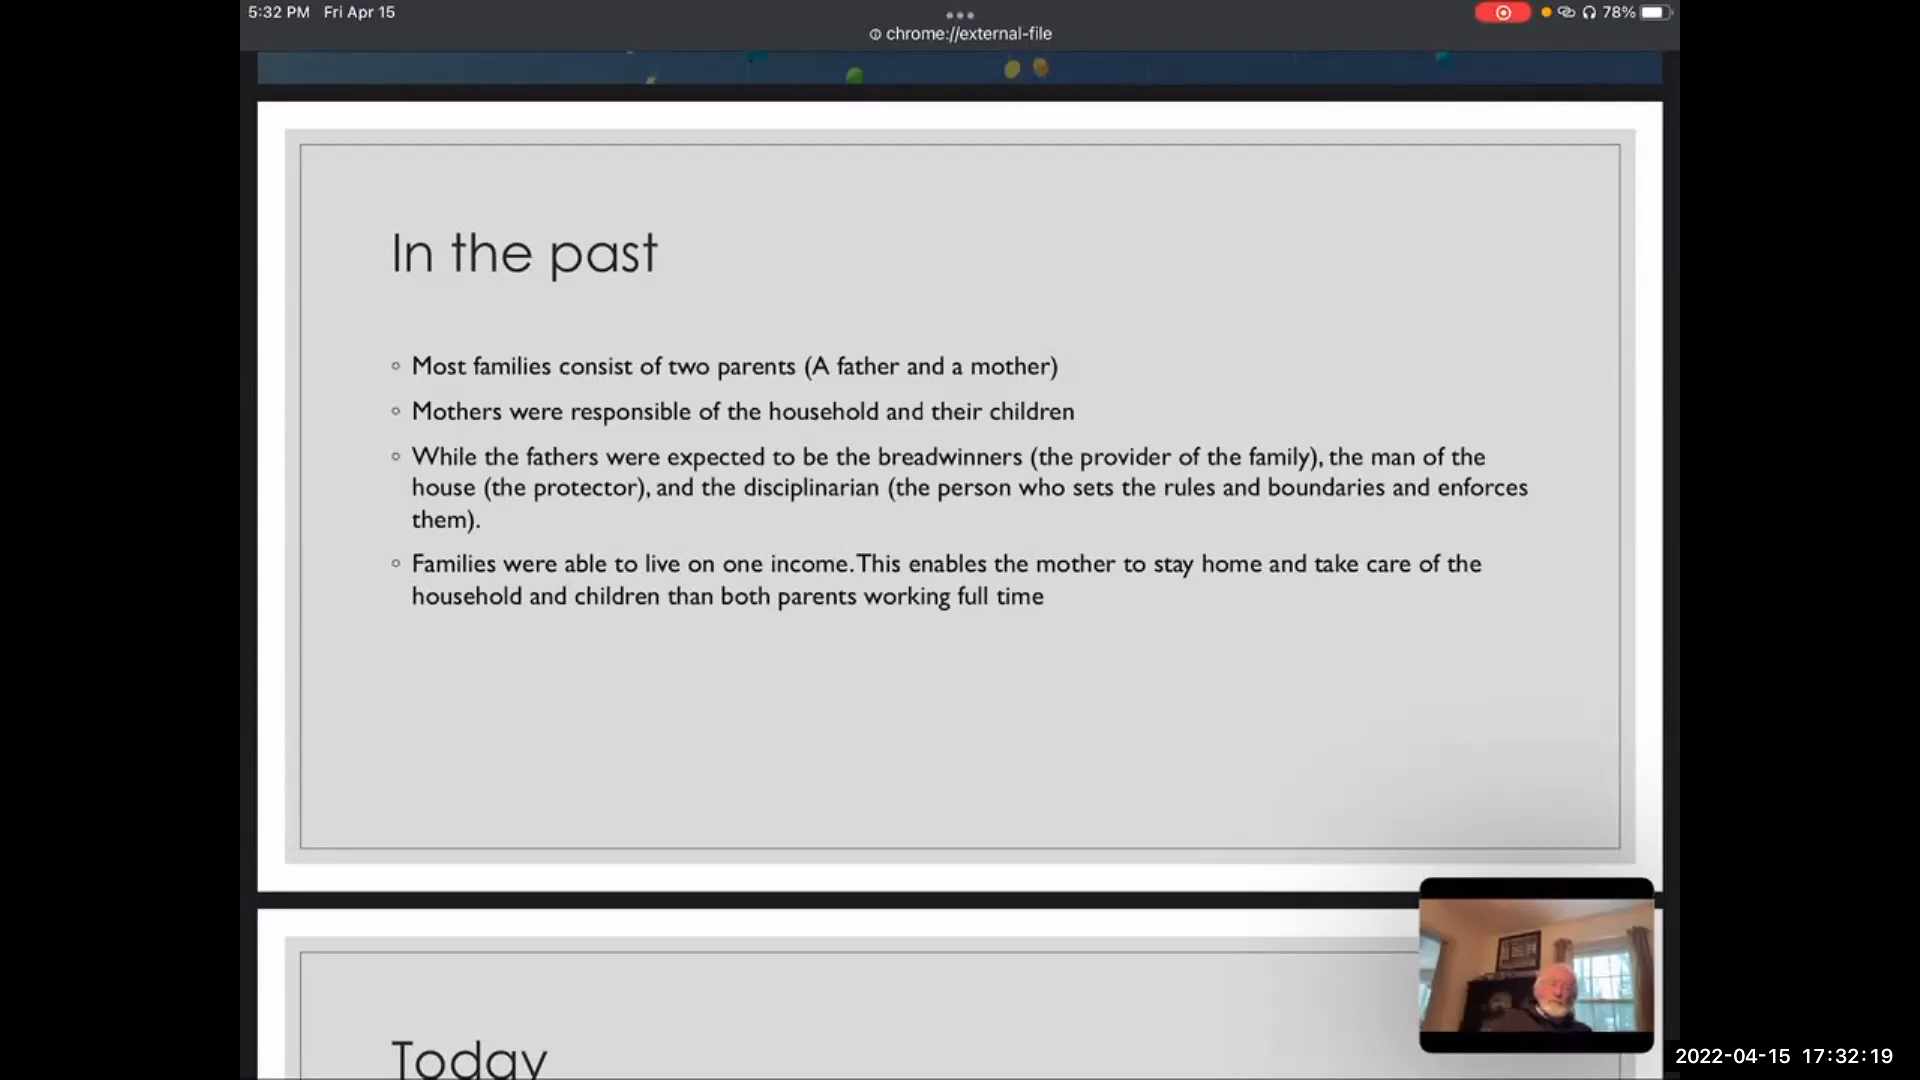 5:32 PM Fri Apr 15
78%
chrome://external-file
In the past
Most families consist of two parents (A father and a mother)
Mothers were responsible of the household and their children
While the fathers were expected to be the breadwinners (the provider of the family), the man of the
house (the protector), and the disciplinarian (the person who sets the rules and boundaries and enforces
them).
Families were able to live on one income. This enables the mother to stay home and take care of the
household and children than both parents working full time
Today
2022-04-15 17:32:19